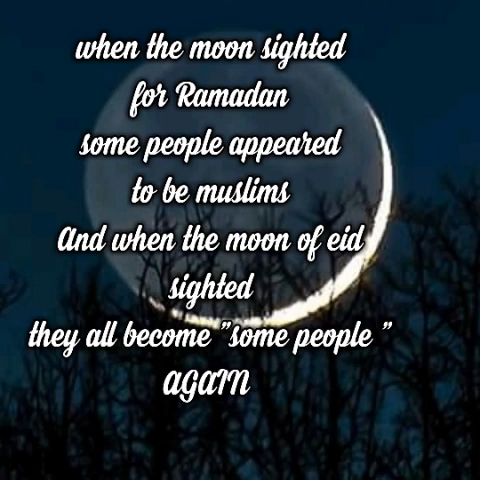 when the moon sighted
for Ramadan
some people appeared
to be muslims
And when the moon of eid
sighted
they all become "some people "
AGAIN